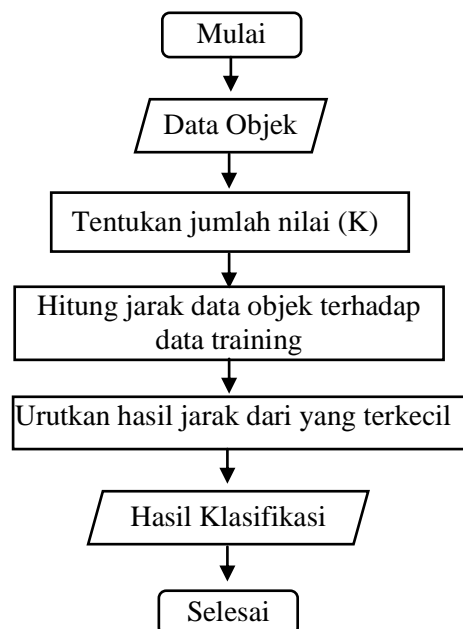 Mulai
Data Objek
Tentukan jumlah nilai (K)
Hitung jarak data objek terhadap
data training
Urutkan hasil jarak dari yang terkecil
Hasil Klasifikasi
Selesai